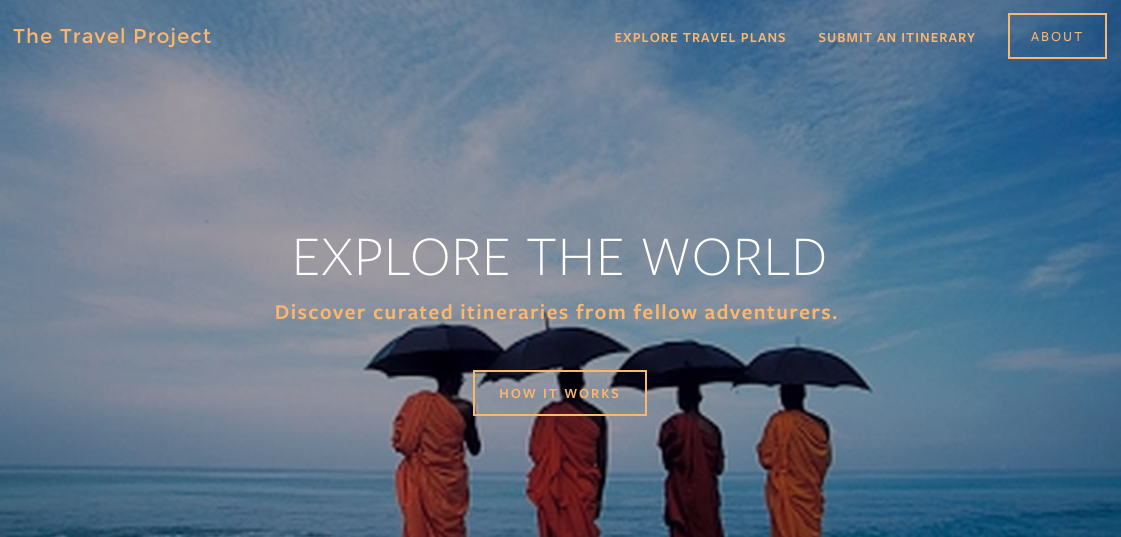 The Travel Project
EXPLORE TRAVEL PLANS
SUBMIT AN ITINERARY
ABOUT
EXPLORE THE WORLD
Discover curated itineraries from fellow adventurers.
HOW IT WORKS